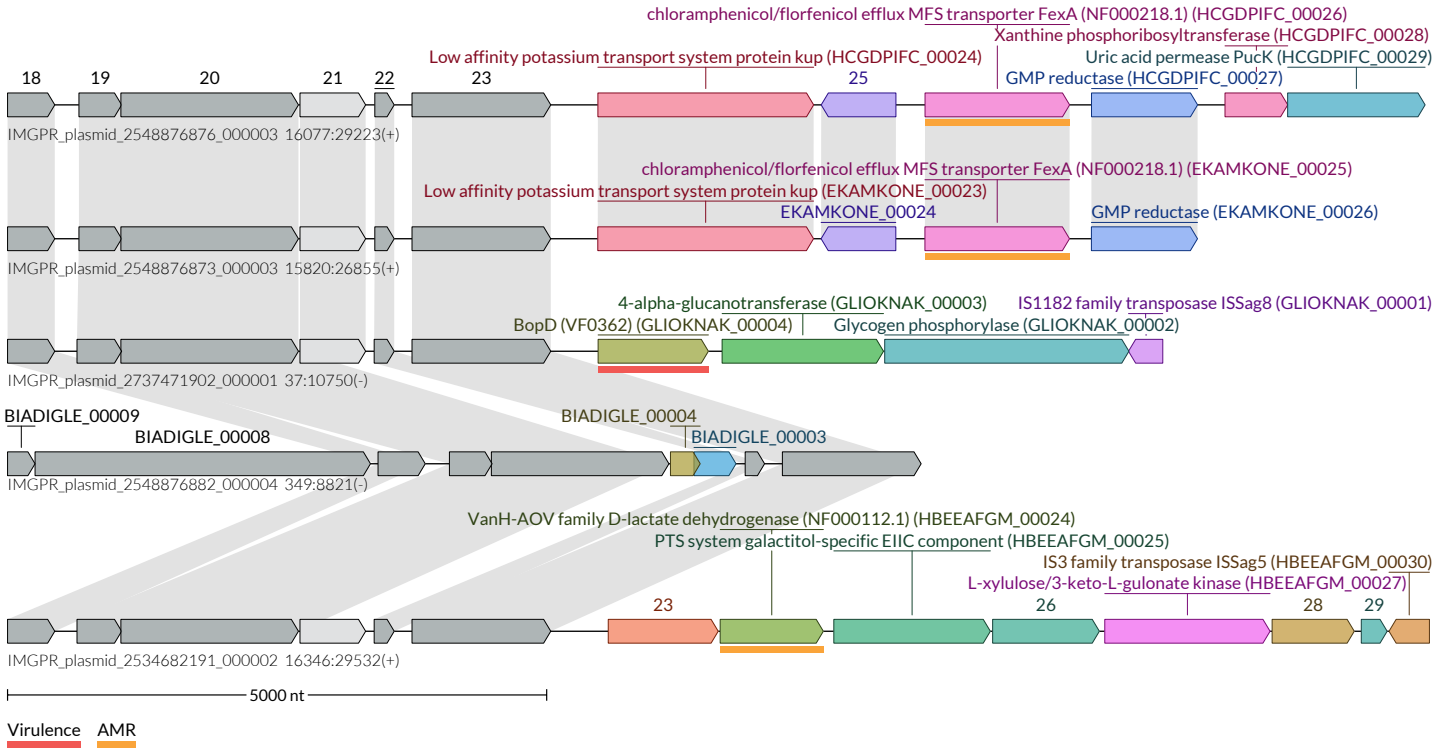 chloramphenicol/florfenicol efflux MFS transporter FexA (NF000218.1) (HCGDPIFC_00026)
Xanthine phosphoribosyltransferase (HCGDPIFC_00028)
Low affinity potassium transport system protein kup (HCGDPIFC_00024)
Uric acid permease PucK (HCGDPIFC_00029)
18 19 20 21 22 23 25 GMP reductase (HCGDPIFC_00027)
IMGPR_plasmid_2548876876_000003 16077:29223(+)
chloramphenicol/florfenicol efflux MFS transporter FexA (NF000218.1) (EKAMKONE_00025)
Low affinity potassium transport system protein kup (EKAMKONE_00023)
EKAMKONE_00024 GMP reductase (EKAMKONE_00026)
IMGPR_plasmid_2548876873_000003 15820:26855(+)
4-alpha-glucanotransferase (GLIOKNAK_00003) IS1182 family transposase ISSag8 (GLIOKNAK_00001)
BopD (VF0362) (GLIOKNAK_00004) Glycogen phosphorylase (GLIOKNAK_00002)
IMGPR_plasmid_2737471902_000001 37:10750(-)
BIADIGLE_00009 BIADIGLE_00004
BIADIGLE_00008 BIADIGLE_00003
IMGPR_plasmid_2548876882_000004 349:8821(-)
VanH-AOV family D-lactate dehydrogenase (NF000112.1) (HBEEAFGM_00024)
PTS system galactitol-specific EIIC component (HBEEAFGM_00025)
IS3 family transposase ISSag5 (HBEEAFGM_00030)
L-xylulose/3-keto-L-gulonate kinase (HBEEAFGM_00027)
23 26 28 29
IMGPR_plasmid_2534682191_000002 16346:29532(+)
5000 nt
Virulence AMR